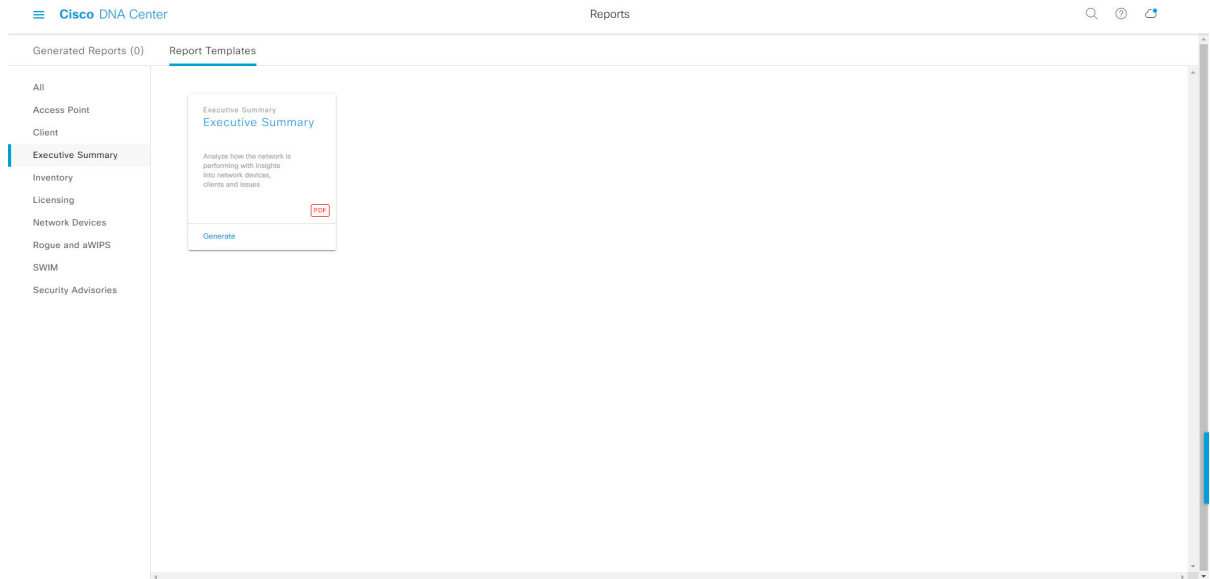 Cisco DNA Center
Reports
Generated Reports (0)
Report Templates
All
Access Point
Client
Executive Summary
Inventory
Licensing
Network Devices
Rogue and aWIPS
SWIM
Security Advisories
Executive Summary
Executive Summary
Analyze how the network is
performing with insights
into network devices,
clients and issues
PDF
Generate